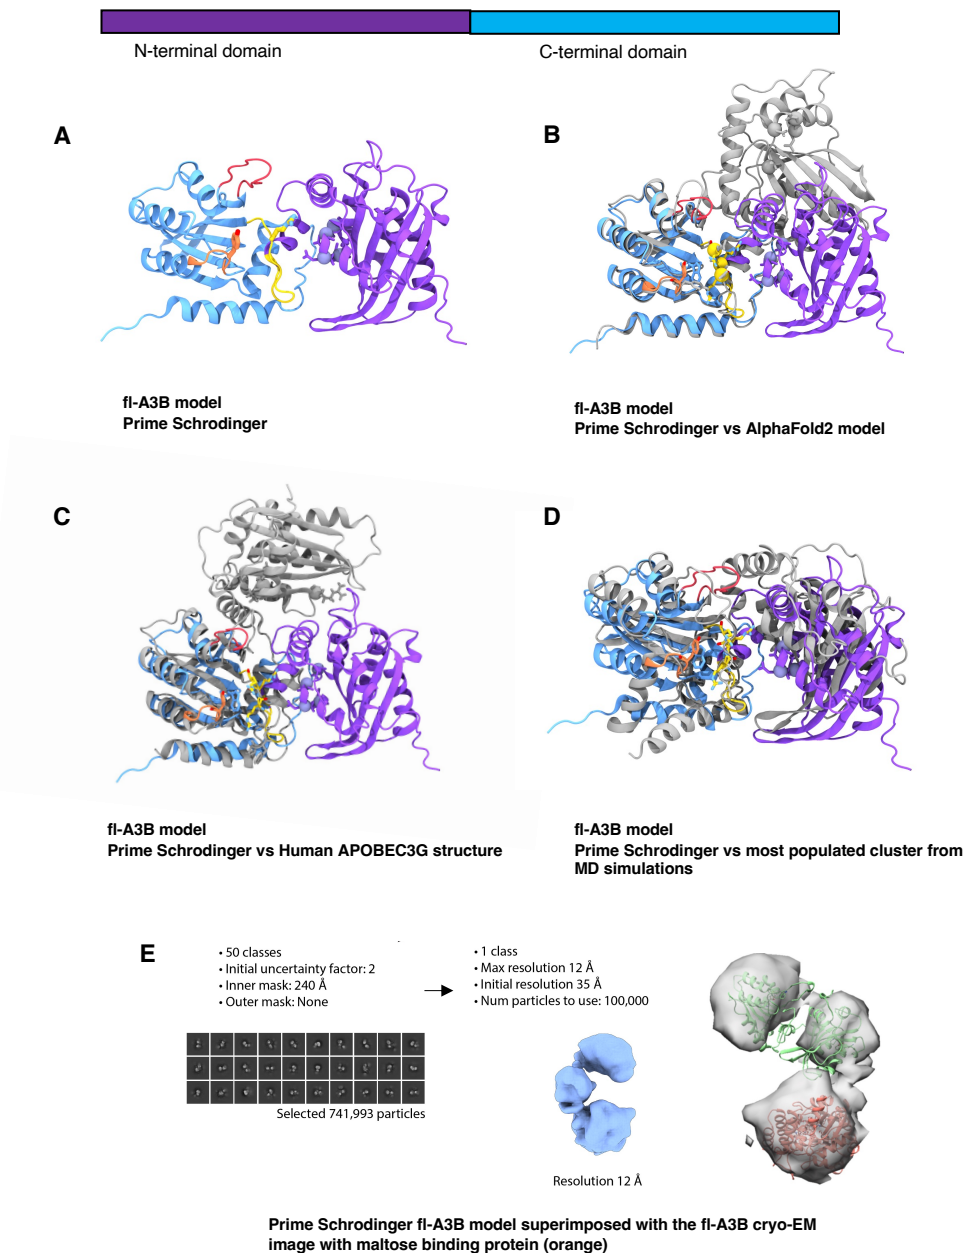 N-terminal domain
C-terminal domain
A
B
fl-A3B model
Prime Schrodinger
fl-A3B model
Prime Schrodinger vs AlphaFold2 model
C
D
fl-A3B model
Prime Schrodinger vs Human APOBEC3G structure
fl-A3B model
Prime Schrodinger vs most populated cluster from
MD simulations
E
• 50 classes
• Initial uncertainty factor: 2
• Inner mask: 240 Å
• Outer mask: None
• 1 class
• Max resolution 12 Å
• Initial resolution 35 Å
• Num particles to use: 100,000
Selected 741,993 particles
Resolution 12 Å
Prime Schrodinger fl-A3B model superimposed with the fl-A3B cryo-EM
image with maltose binding protein (orange)